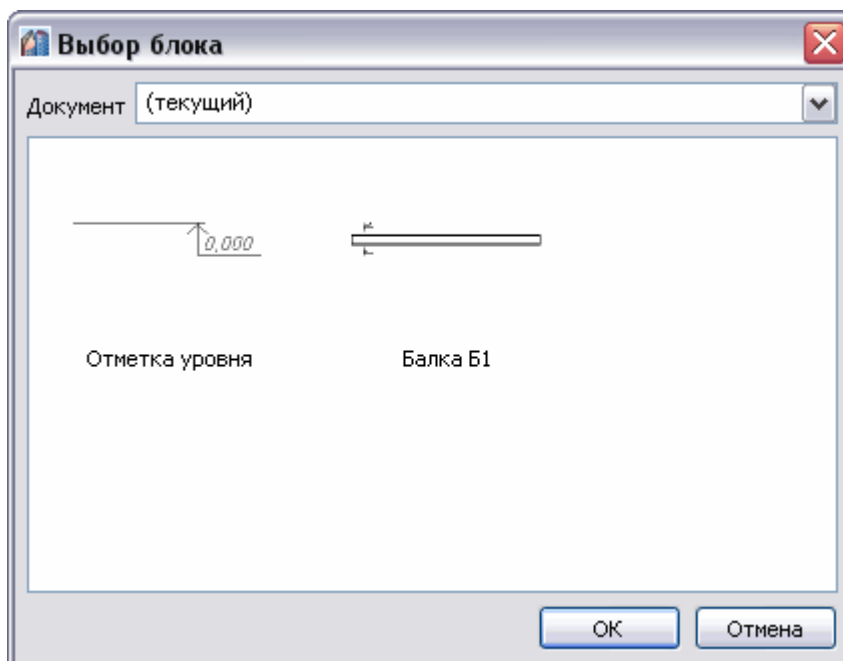 Выбор блока
Документ (текущий)
0,000
Отметка уровня Балка Б1
OK Отмена